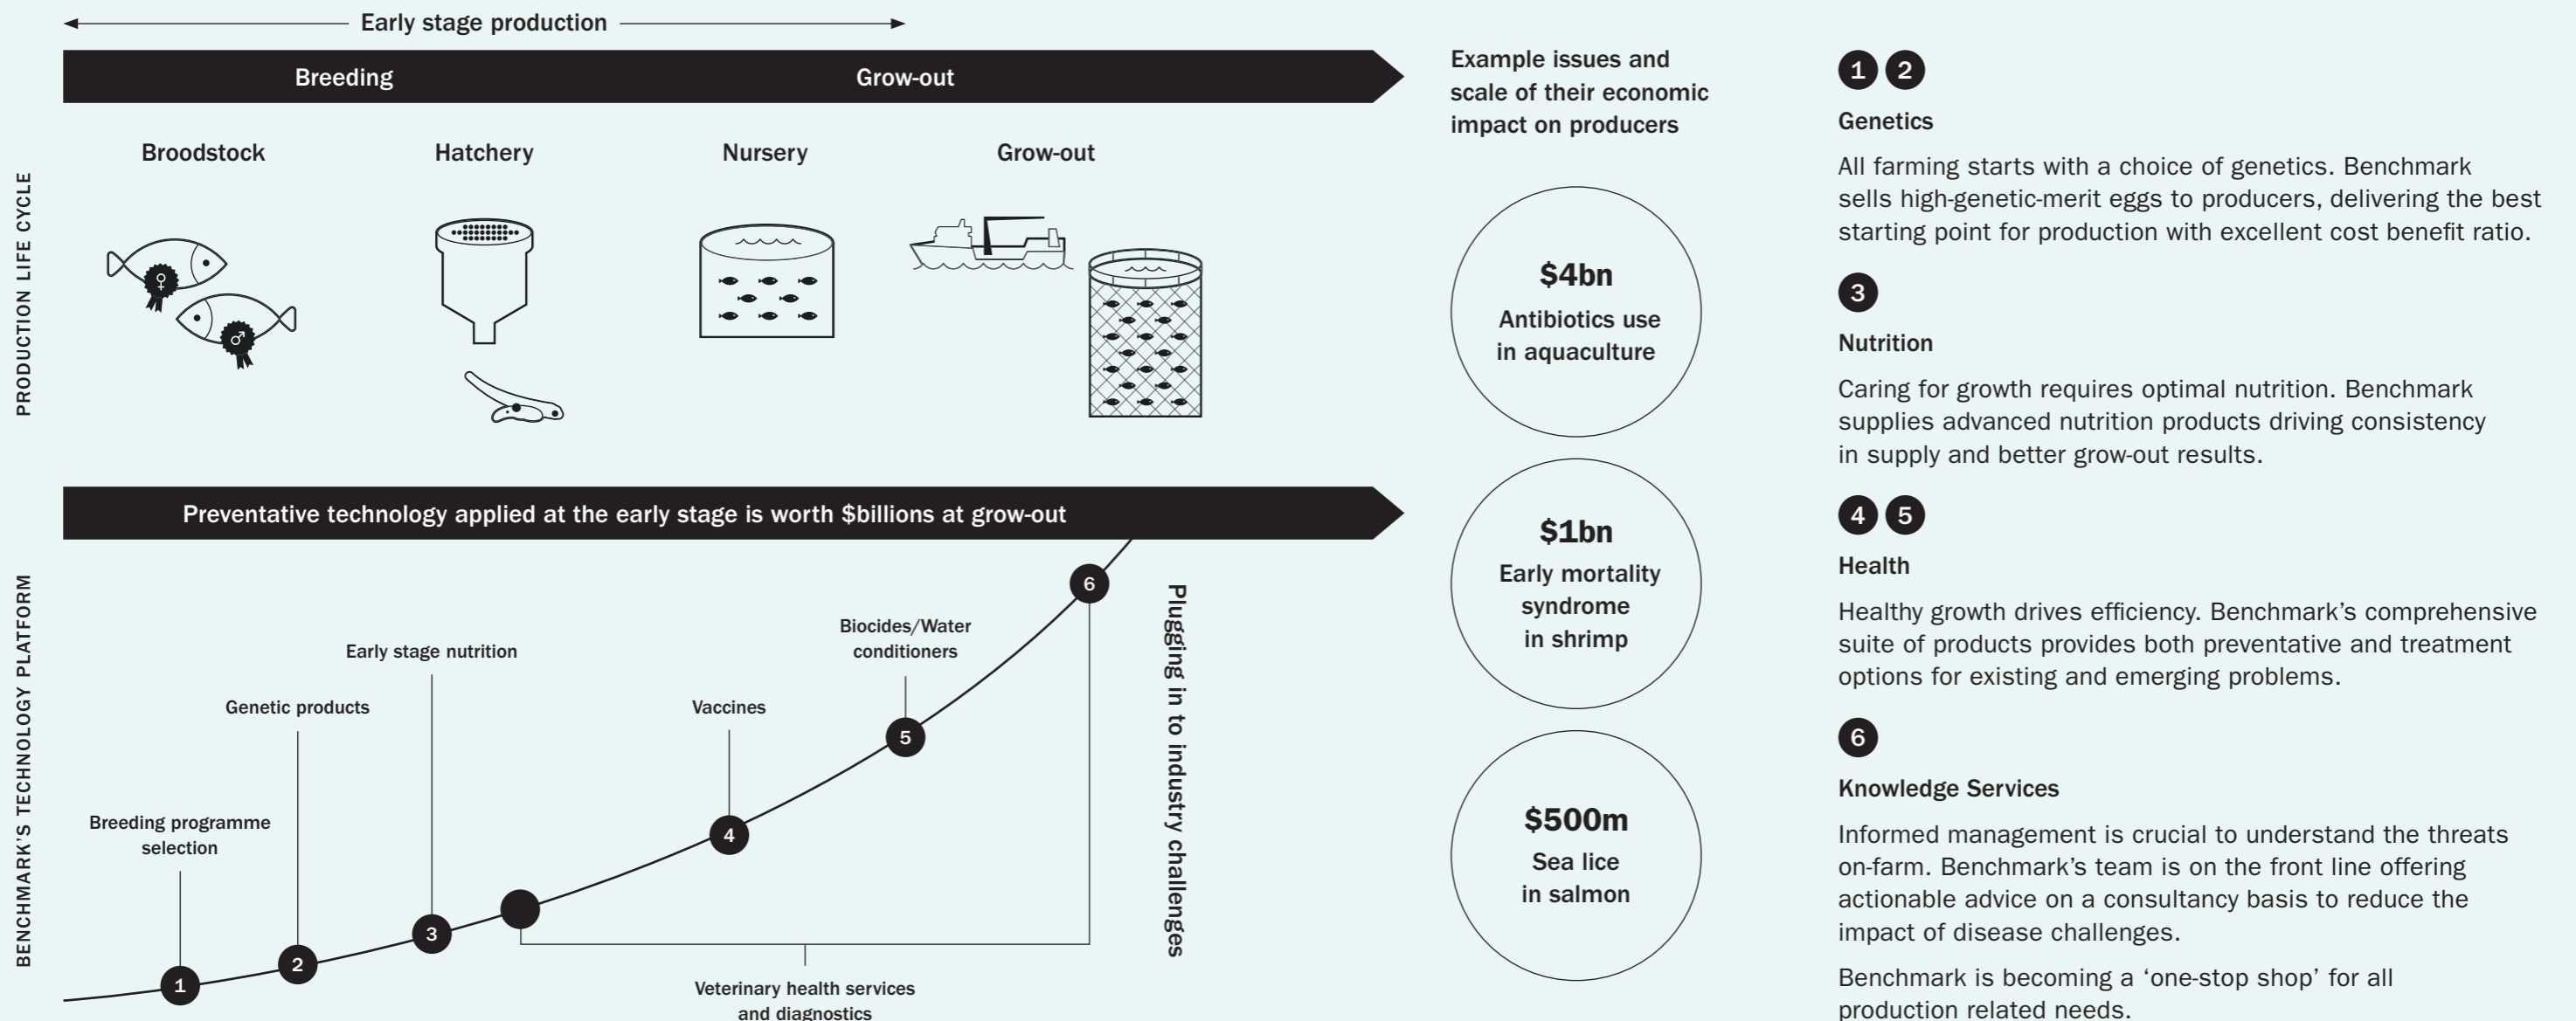 Early stage production
Breeding
Grow-out
PRODUCTION LIFE CYCLE
Broodstock
Hatchery
Nursery
Grow-out
Preventative technology applied at the early stage is worth $billions at grow-out
BENCHMARK'S TECHNOLOGY PLATFORM
Breeding programme
selection
Genetic products
Early stage nutrition
Vaccines
Biocides/Water
conditioners
1
2
3
4
5
6
Veterinary health services
and diagnostics
Plugging in to industry challenges
Example issues and
scale of their economic
impact on producers
$4bn
Antibiotics use
in aquaculture
$1bn
Early mortality
syndrome
in shrimp
$500m
Sea lice
in salmon
1 2
Genetics
All farming starts with a choice of genetics. Benchmark
sells high-genetic-merit eggs to producers, delivering the best
starting point for production with excellent cost benefit ratio.
3
Nutrition
Caring for growth requires optimal nutrition. Benchmark
supplies advanced nutrition products driving consistency
in supply and better grow-out results.
4 5
Health
Healthy growth drives efficiency. Benchmark’s comprehensive
suite of products provides both preventative and treatment
options for existing and emerging problems.
6
Knowledge Services
Informed management is crucial to understand the threats
on-farm. Benchmark’s team is on the front line offering
actionable advice on a consultancy basis to reduce the
impact of disease challenges.
Benchmark is becoming a ‘one-stop shop’ for all
production related needs.